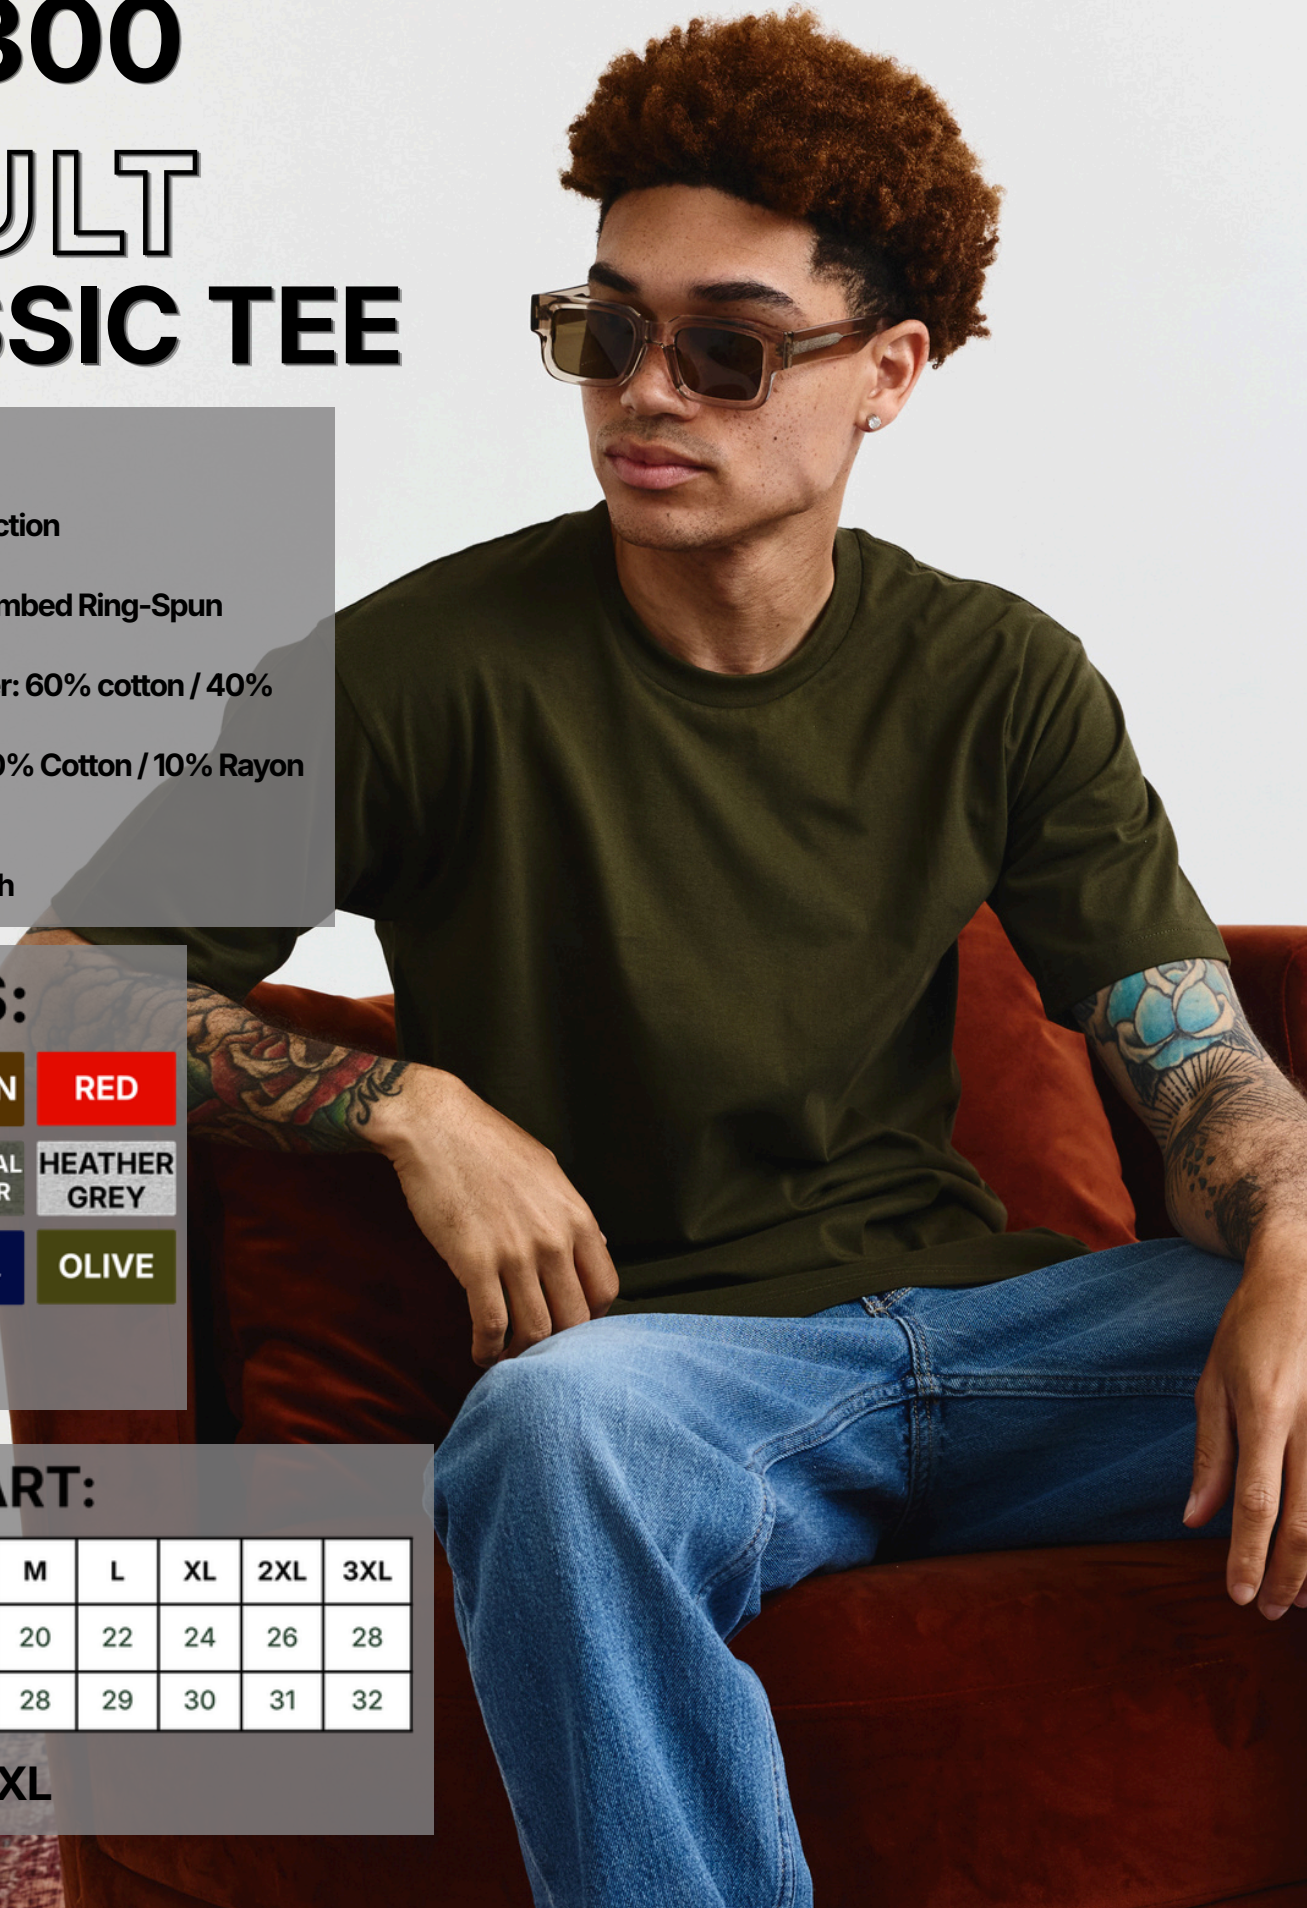 300
ULT
SSIC TEE
ction
mbed Ring-Spun
r: 60% cotton / 40%
0% Cotton / 10% Rayon
h
S:
N RED
AL HEATHER
R GREY
OLIVE
ART:
M L XL 2XL 3XL
20 22 24 26 28
28 29 30 31 32
XL